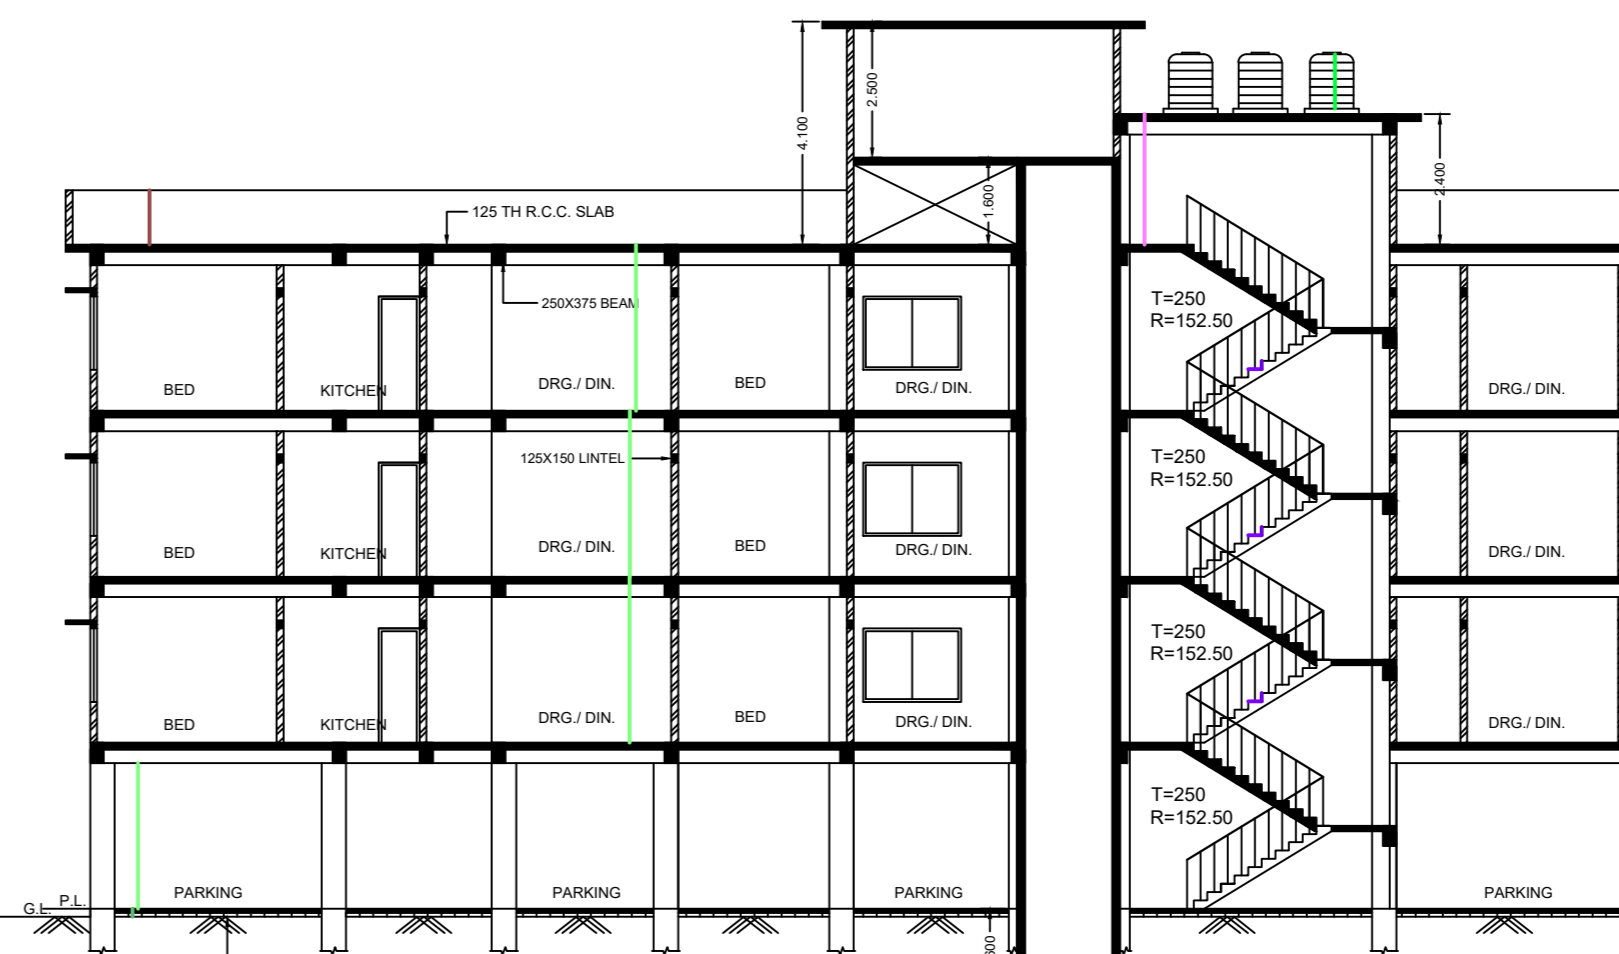 2.500
4.100
2.400
1.600
125 TH R.C.C. SLAB
250X375 BEAM
T=250
R=152.50
BED
KITCHEN
DRG./ DIN.
BED
DRG./ DIN.
DRG./ DIN.
125X150 LINTEL
T=250
R=152.50
BED
KITCHEN
DRG./ DIN.
BED
DRG./ DIN.
DRG./ DIN.
T=250
R=152.50
BED
KITCHEN
DRG./ DIN.
BED
DRG./ DIN.
DRG./ DIN.
T=250
R=152.50
PARKING
PARKING
PARKING
PARKING
G.L.
P.L.